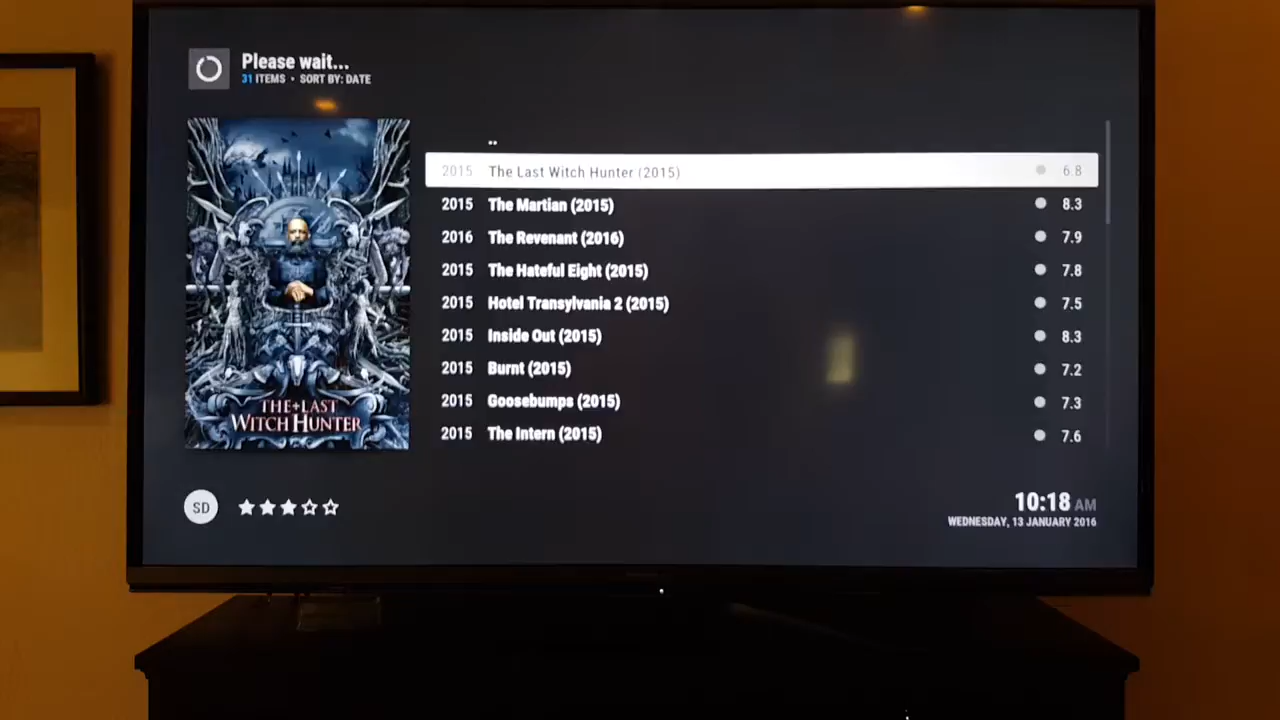 Please wait...
31 ITEMS • SORT BY: DATE
..
2015 The Last Witch Hunter (2015) 6.8
2015 The Martian (2015) 8.3
2016 The Revenant (2016) 7.9
2015 The Hateful Eight (2015) 7.8
2015 Hotel Transylvania 2 (2015) 7.5
2015 Inside Out (2015) 8.3
2015 Burnt (2015) 7.2
2015 Goosebumps (2015) 7.3
2015 The Intern (2015) 7.6
THE LAST
WITCH HUNTER
SD
10:18 AM
WEDNESDAY, 13 JANUARY 2016